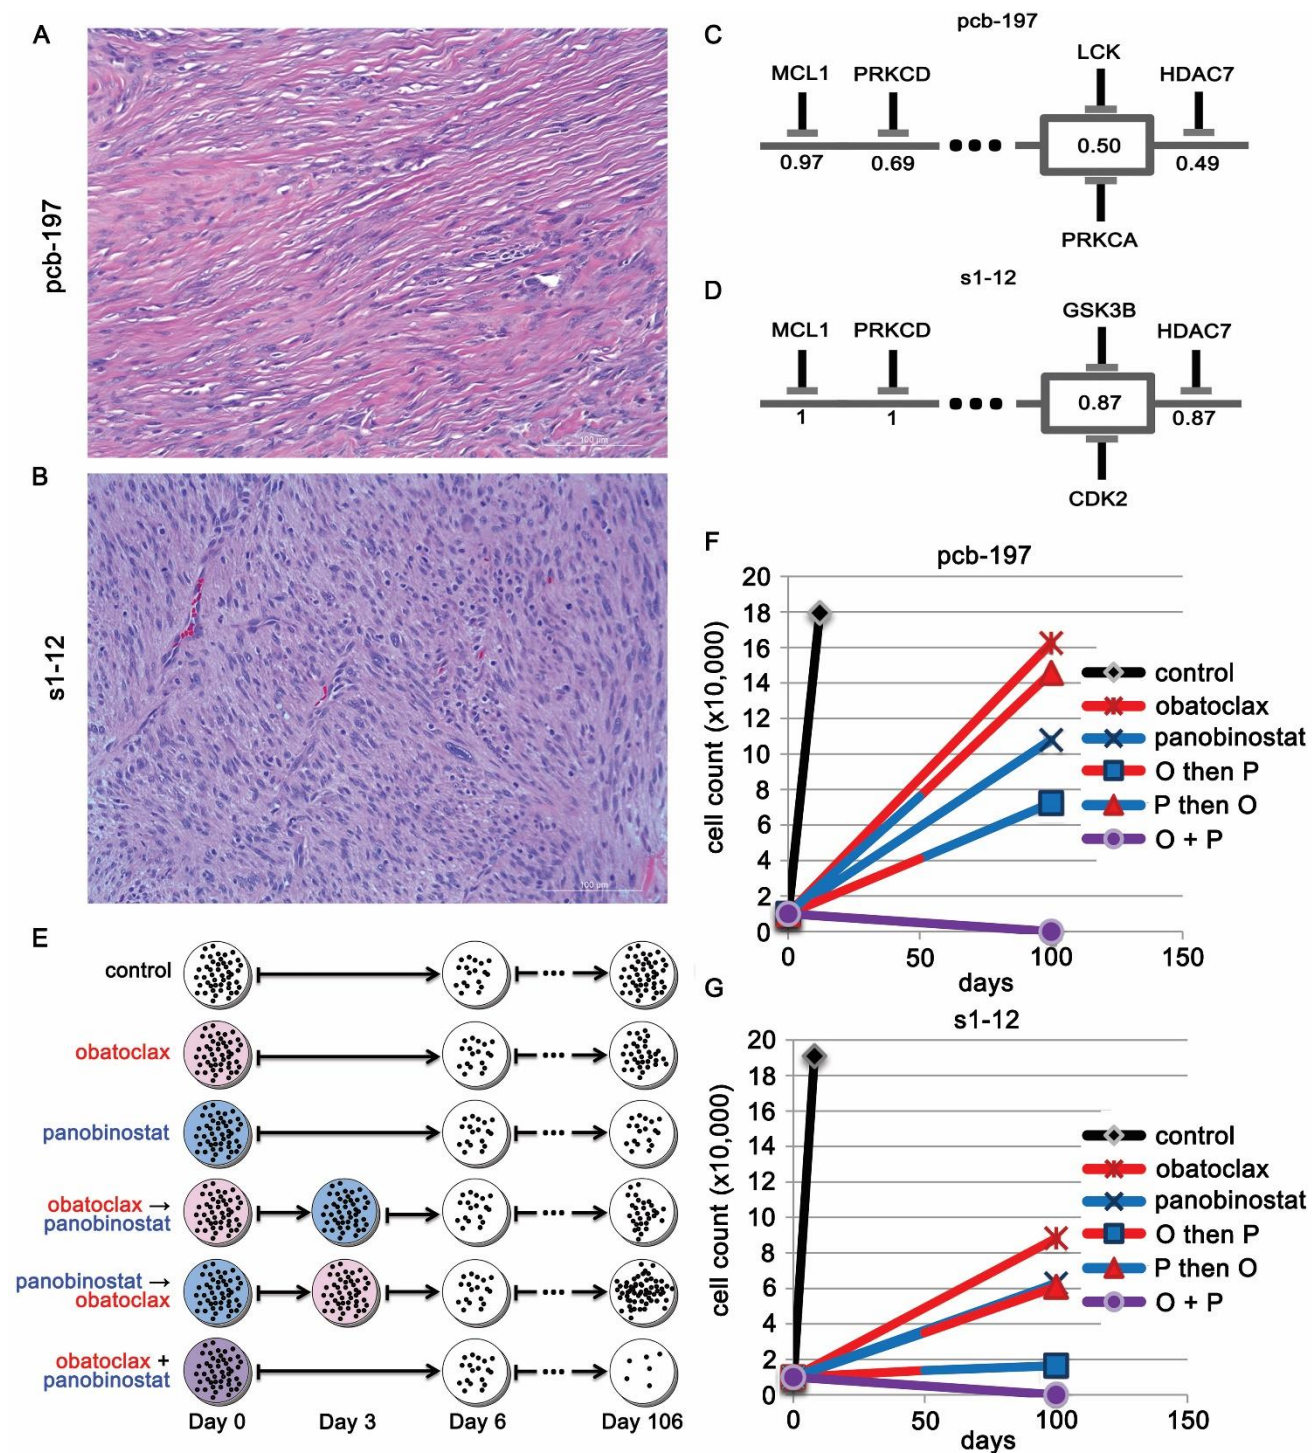 A
pcb-197
100 µm
B
s1-12
100 µm
C
pcb-197
LCK
MCL1 PRKCD HDAC7
0.97 0.69 0.50 0.49
PRKCA
D
s1-12
GSK3B
MCL1 PRKCD HDAC7
1 1 0.87 0.87
CDK2
E
control
obatoclax
panobinostat
obatoclax →
panobinostat
panobinostat →
obatoclax
obatoclax +
panobinostat
Day 0 Day 3 Day 6 Day 106
F
pcb-197
cell count (x10,000)
20
18
16
14
12
10
8
6
4
2
0
0 50 100 150
days
control
obatoclax
panobinostat
O then P
P then O
O + P
G
s1-12
cell count (x10,000)
20
18
16
14
12
10
8
6
4
2
0
0 50 100 150
days
control
obatoclax
panobinostat
O then P
P then O
O + P